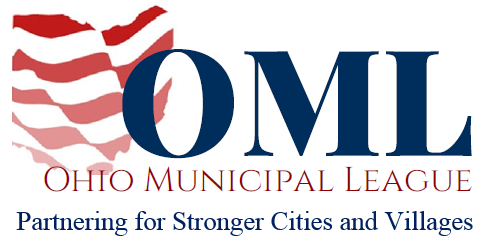 OML
OHIO MUNICIPAL LEAGUE
Partnering for Stronger Cities and Villages